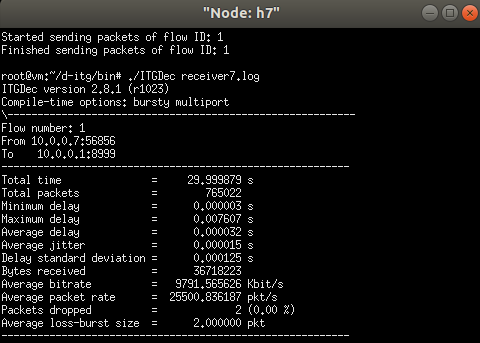 "Node: h7"
Started sending packets of flow ID: 1
Finished sending packets of flow ID: 1
root@vm:~/d-itg/bin# ./ITGDec receiver7.log
ITGDec version 2.8.1 (r1023)
Compile-time options: bursty multiport
\----------------------------------------------------------
Flow number: 1
From 10.0.0.7:56856
To    10.0.0.1:8999
----------------------------------------------------------
Total time               =     29.999879 s
Total packets            =        765022
Minimum delay            =      0.000003 s
Maximum delay            =      0.007607 s
Average delay            =      0.000032 s
Average jitter           =      0.000015 s
Delay standard deviation =      0.000125 s
Bytes received           =      36718223
Average bitrate          =   9791.565626 Kbit/s
Average packet rate      =  25500.836187 pkt/s
Packets dropped          =             2 (0.00 %)
Average loss-burst size  =      2.000000 pkt
----------------------------------------------------------